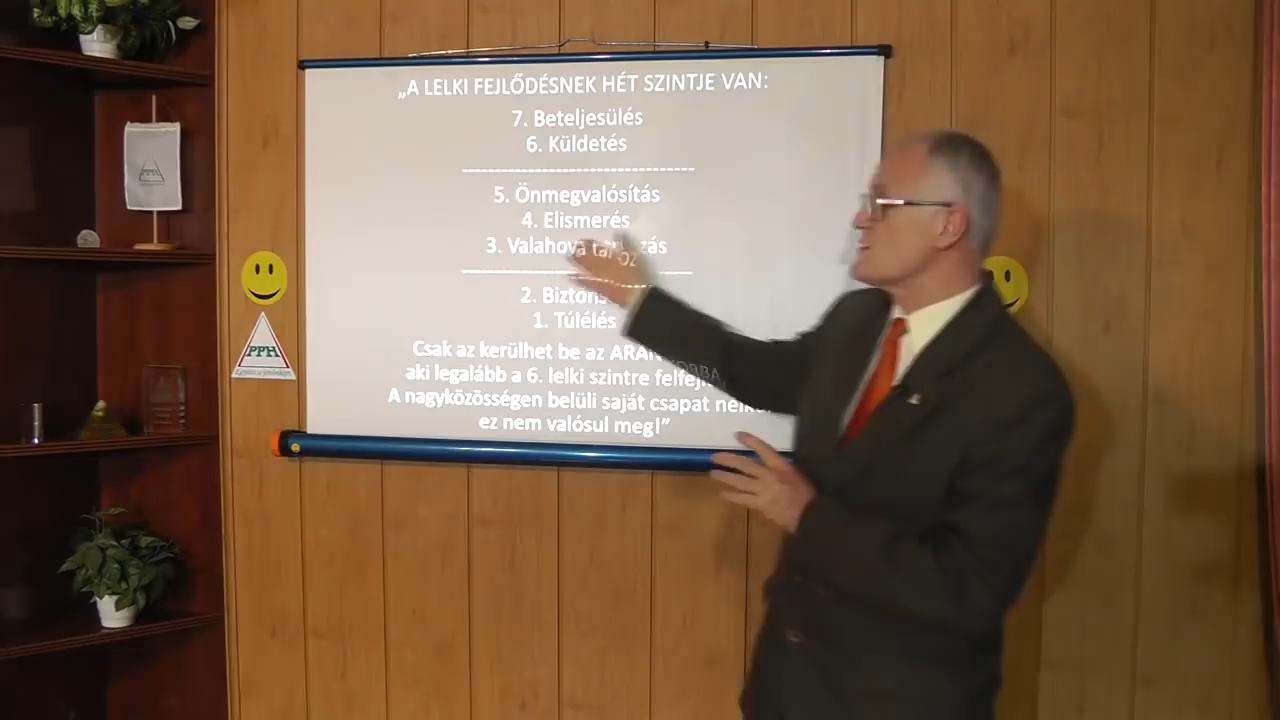 „A LELKI FEJLŐDÉSNEK HÉT SZINTJE VAN:
7. Beteljesülés
6. Küldetés
5. Önmegvalósítás
4. Elismerés
3. Valahova
2.
1. Túlélés
Csak az kerülhet be az
aki legalább a 6. lelki szintre
A nagyközösségen belüli saját csapat
ez nem valósul meg!”
PPH